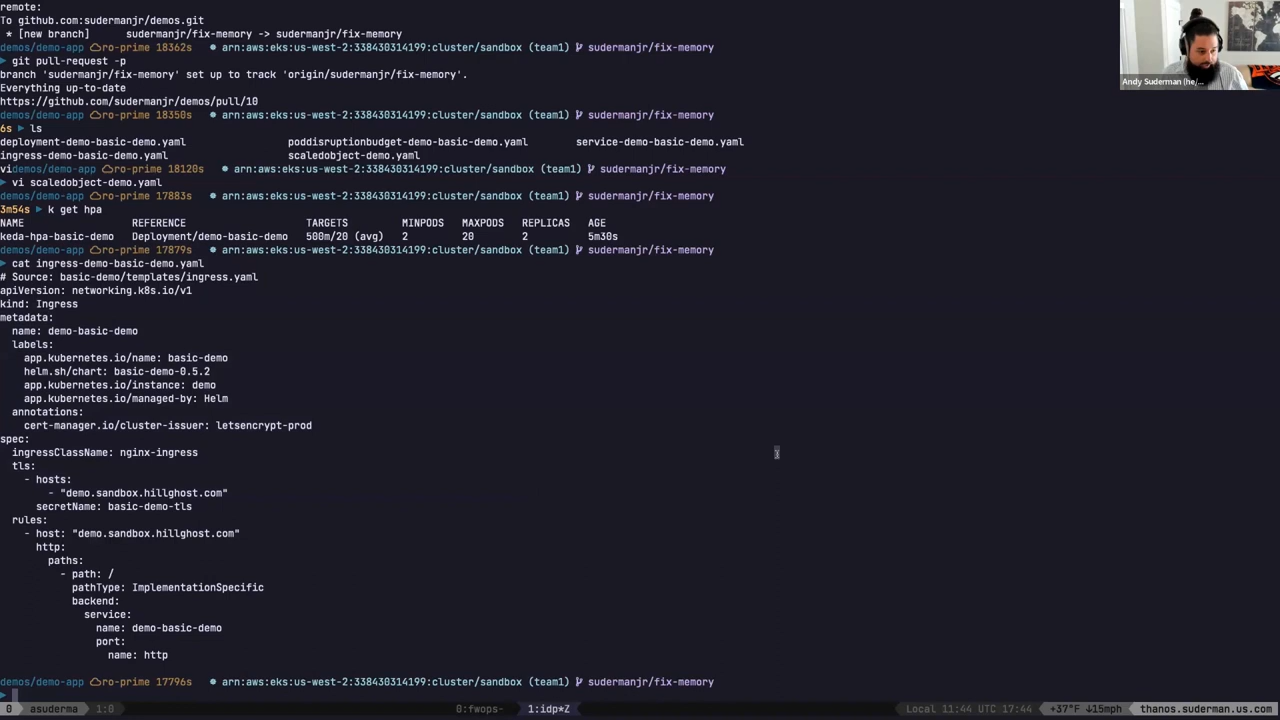 remote:
To github.com:sudermanjr/demos.git
 * [new branch]      sudermanjr/fix-memory -> sudermanjr/fix-memory
demos/demo-app ro-prime 18362s   ● arn:aws:eks:us-west-2:338430314199:cluster/sandbox (team1) sudermanjr/fix-memory
► git pull-request -p
branch 'sudermanjr/fix-memory' set up to track 'origin/sudermanjr/fix-memory'.
Everything up-to-date
https://github.com/sudermanjr/demos/pull/10
demos/demo-app ro-prime 18350s   ● arn:aws:eks:us-west-2:338430314199:cluster/sandbox (team1) sudermanjr/fix-memory
6s ► ls
deployment-demo-basic-demo.yaml                 poddisruptionbudget-demo-basic-demo.yaml        service-demo-basic-demo.yaml
ingress-demo-basic-demo.yaml                    scaledobject-demo.yaml
videmos/demo-app ro-prime 18120s   ● arn:aws:eks:us-west-2:338430314199:cluster/sandbox (team1) sudermanjr/fix-memory
► vi scaledobject-demo.yaml
demos/demo-app ro-prime 17883s   ● arn:aws:eks:us-west-2:338430314199:cluster/sandbox (team1) sudermanjr/fix-memory
3m54s ► k get hpa
NAME                  REFERENCE                    TARGETS         MINPODS   MAXPODS   REPLICAS   AGE
keda-hpa-basic-demo   Deployment/demo-basic-demo   500m/20 (avg)   2         20        2          5m30s
demos/demo-app ro-prime 17879s   ● arn:aws:eks:us-west-2:338430314199:cluster/sandbox (team1) sudermanjr/fix-memory
► cat ingress-demo-basic-demo.yaml
# Source: basic-demo/templates/ingress.yaml
apiVersion: networking.k8s.io/v1
kind: Ingress
metadata:
  name: demo-basic-demo
  labels:
    app.kubernetes.io/name: basic-demo
    helm.sh/chart: basic-demo-0.5.2
    app.kubernetes.io/instance: demo
    app.kubernetes.io/managed-by: Helm
  annotations:
    cert-manager.io/cluster-issuer: letsencrypt-prod
spec:
  ingressClassName: nginx-ingress
  tls:
    - hosts:
        - "demo.sandbox.hillghost.com"
      secretName: basic-demo-tls
  rules:
    - host: "demo.sandbox.hillghost.com"
      http:
        paths:
          - path: /
            pathType: ImplementationSpecific
            backend:
              service:
                name: demo-basic-demo
                port:
                  name: http
demos/demo-app ro-prime 17796s   ● arn:aws:eks:us-west-2:338430314199:cluster/sandbox (team1) sudermanjr/fix-memory
►
0   asuderma   1:0   0:fwops-   1:idp*Z   Local 11:44 UTC 17:44   +37°F ↓15mph   thanos.suderman.us.com
Andy Suderman (he/...